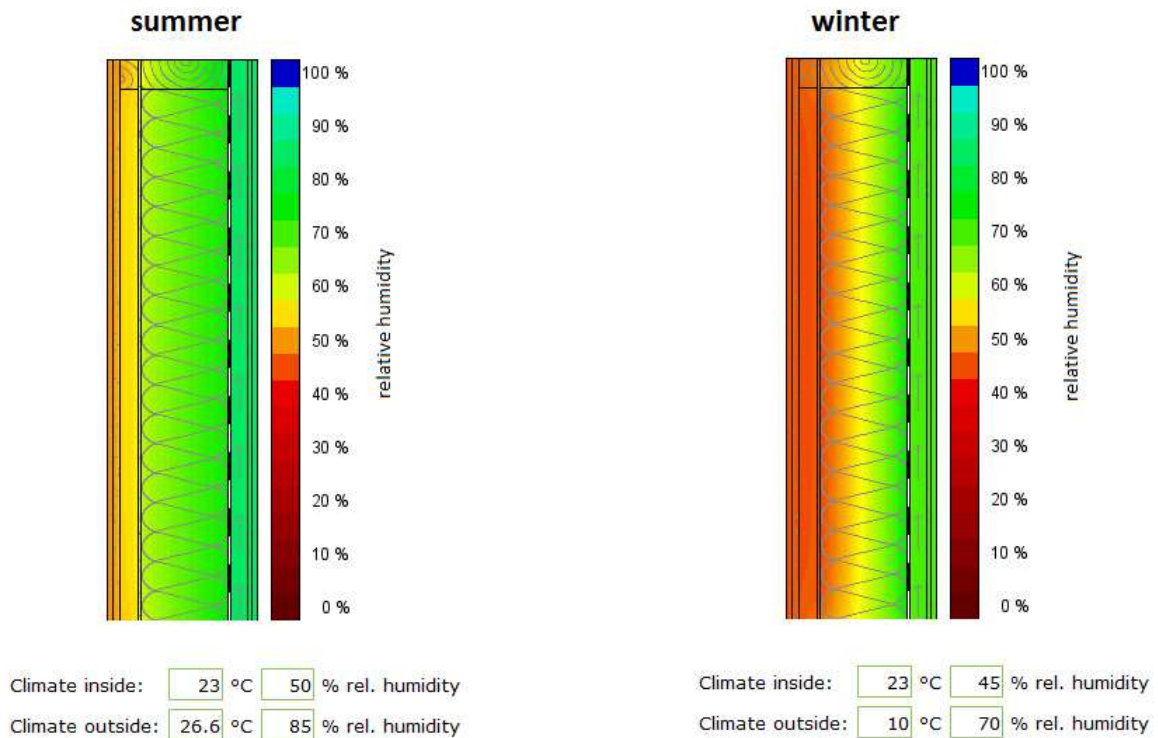 summer
100 %
90 %
80 %
70 %
60 %
50 %
40 %
30 %
20 %
10 %
0 %
relative humidity
Climate inside: 23 °C 50 % rel. humidity
Climate outside: 26.6 °C 85 % rel. humidity
winter
100 %
90 %
80 %
70 %
60 %
50 %
40 %
30 %
20 %
10 %
0 %
relative humidity
Climate inside: 23 °C 45 % rel. humidity
Climate outside: 10 °C 70 % rel. humidity